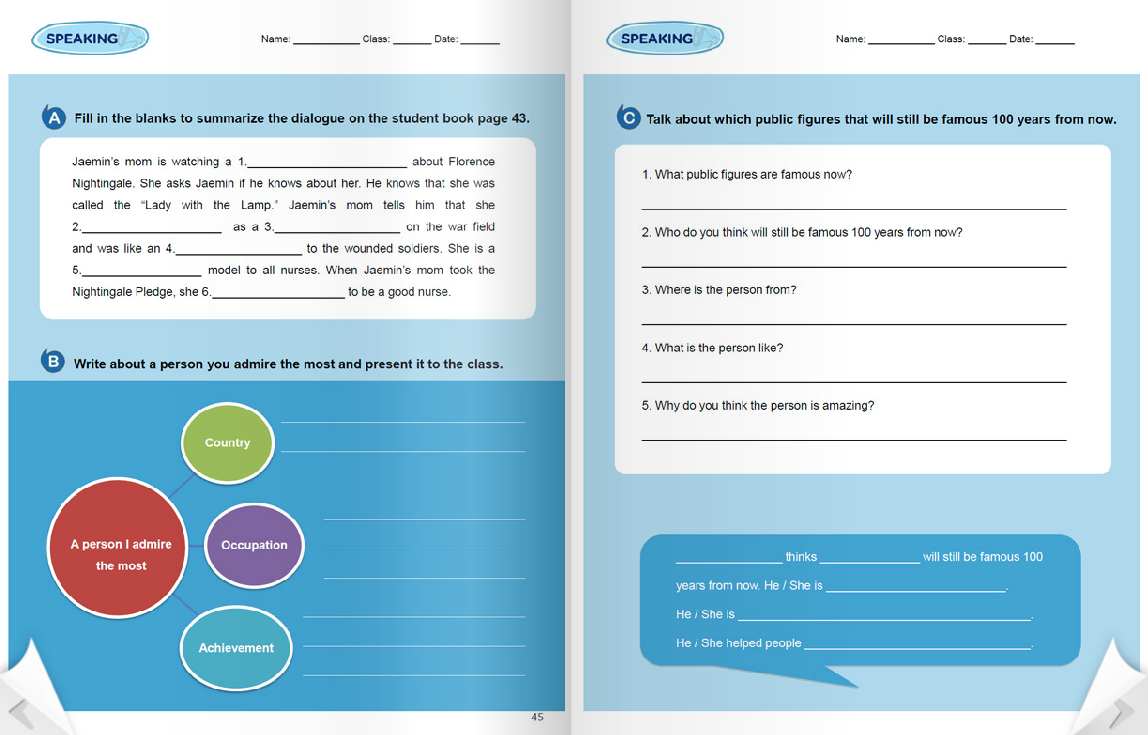 SPEAKING
Name: __________ Class: ______ Date: ______
A Fill in the blanks to summarize the dialogue on the student book page 43.
Jaemin's mom is watching a 1.________________________ about Florence
Nightingale. She asks Jaemin if he knows about her. He knows that she was
called the “Lady with the Lamp.” Jaemin's mom tells him that she
2.____________________ as a 3.___________________ on the war field
and was like an 4.___________________ to the wounded soldiers. She is a
5.__________________ model to all nurses. When Jaemin's mom took the
Nightingale Pledge, she 6.____________________ to be a good nurse.
B Write about a person you admire the most and present it to the class.
Country
A person I admire
the most
Occupation
Achievement
45
SPEAKING
Name: __________ Class: ______ Date: ______
C Talk about which public figures that will still be famous 100 years from now.
1. What public figures are famous now?
2. Who do you think will still be famous 100 years from now?
3. Where is the person from?
4. What is the person like?
5. Why do you think the person is amazing?
________________ thinks _______________ will still be famous 100
years from now. He / She is ___________________________.
He / She is ____________________________________________.
He / She helped people __________________________________.